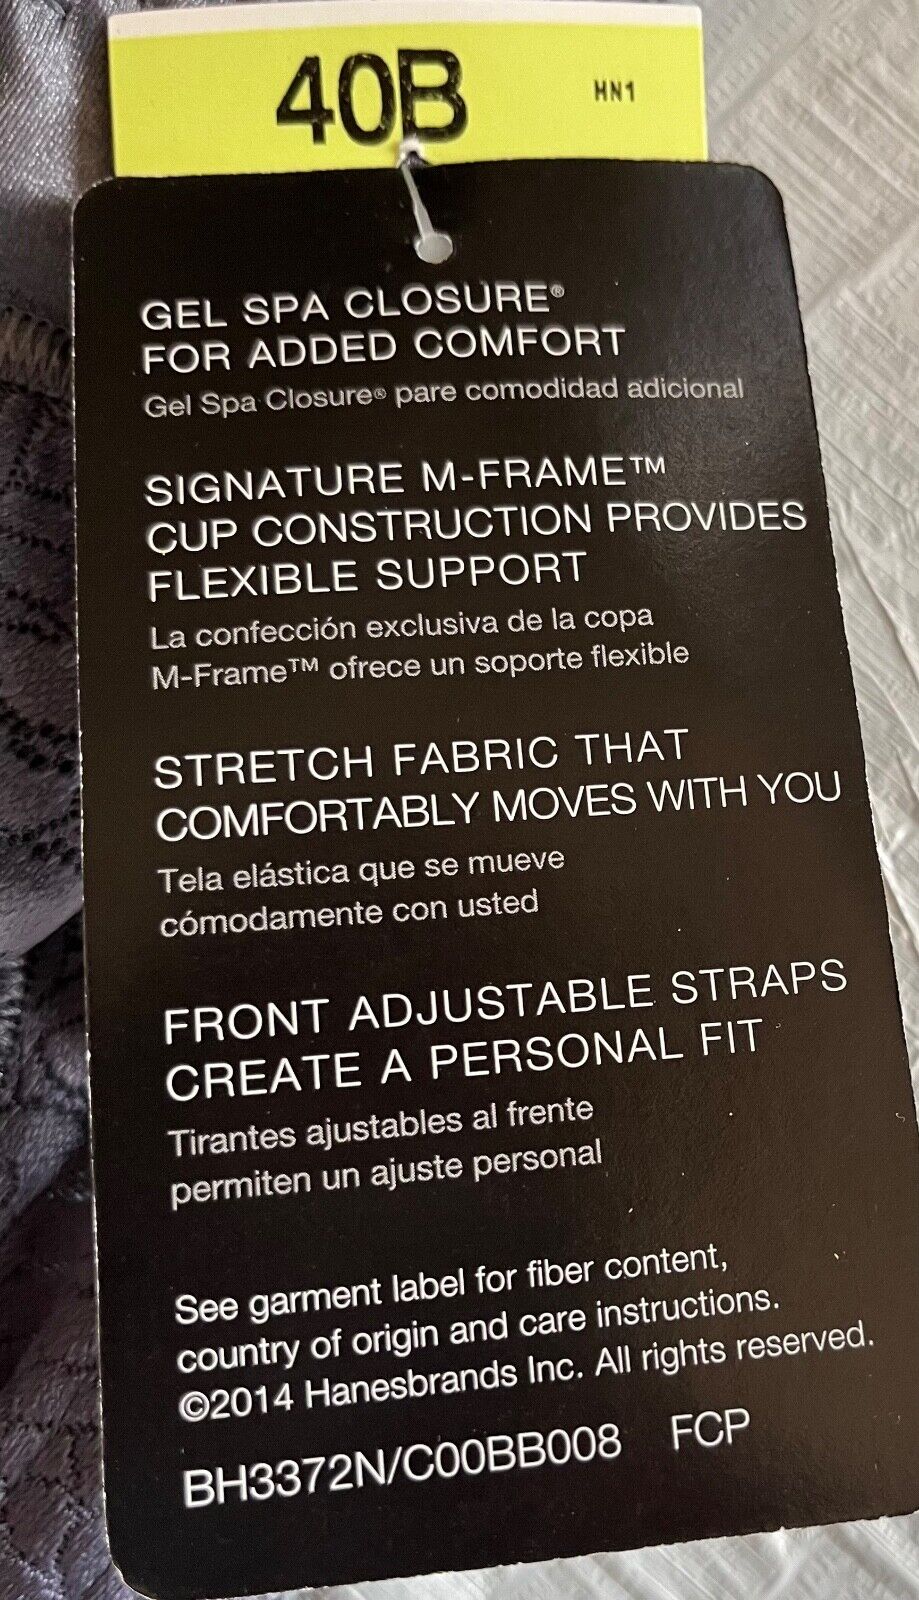 40B HN1
GEL SPA CLOSURE®
FOR ADDED COMFORT
Gel Spa Closure® pare comodidad adicional
SIGNATURE M-FRAME™
CUP CONSTRUCTION PROVIDES
FLEXIBLE SUPPORT
La confección exclusiva de la copa
M-Frame™ ofrece un soporte flexible
STRETCH FABRIC THAT
COMFORTABLY MOVES WITH YOU
Tela elástica que se mueve
cómodamente con usted
FRONT ADJUSTABLE STRAPS
CREATE A PERSONAL FIT
Tirantes ajustables al frente
permiten un ajuste personal
See garment label for fiber content,
country of origin and care instructions.
©2014 Hanesbrands Inc. All rights reserved.
BH3372N/C00BB008 FCP